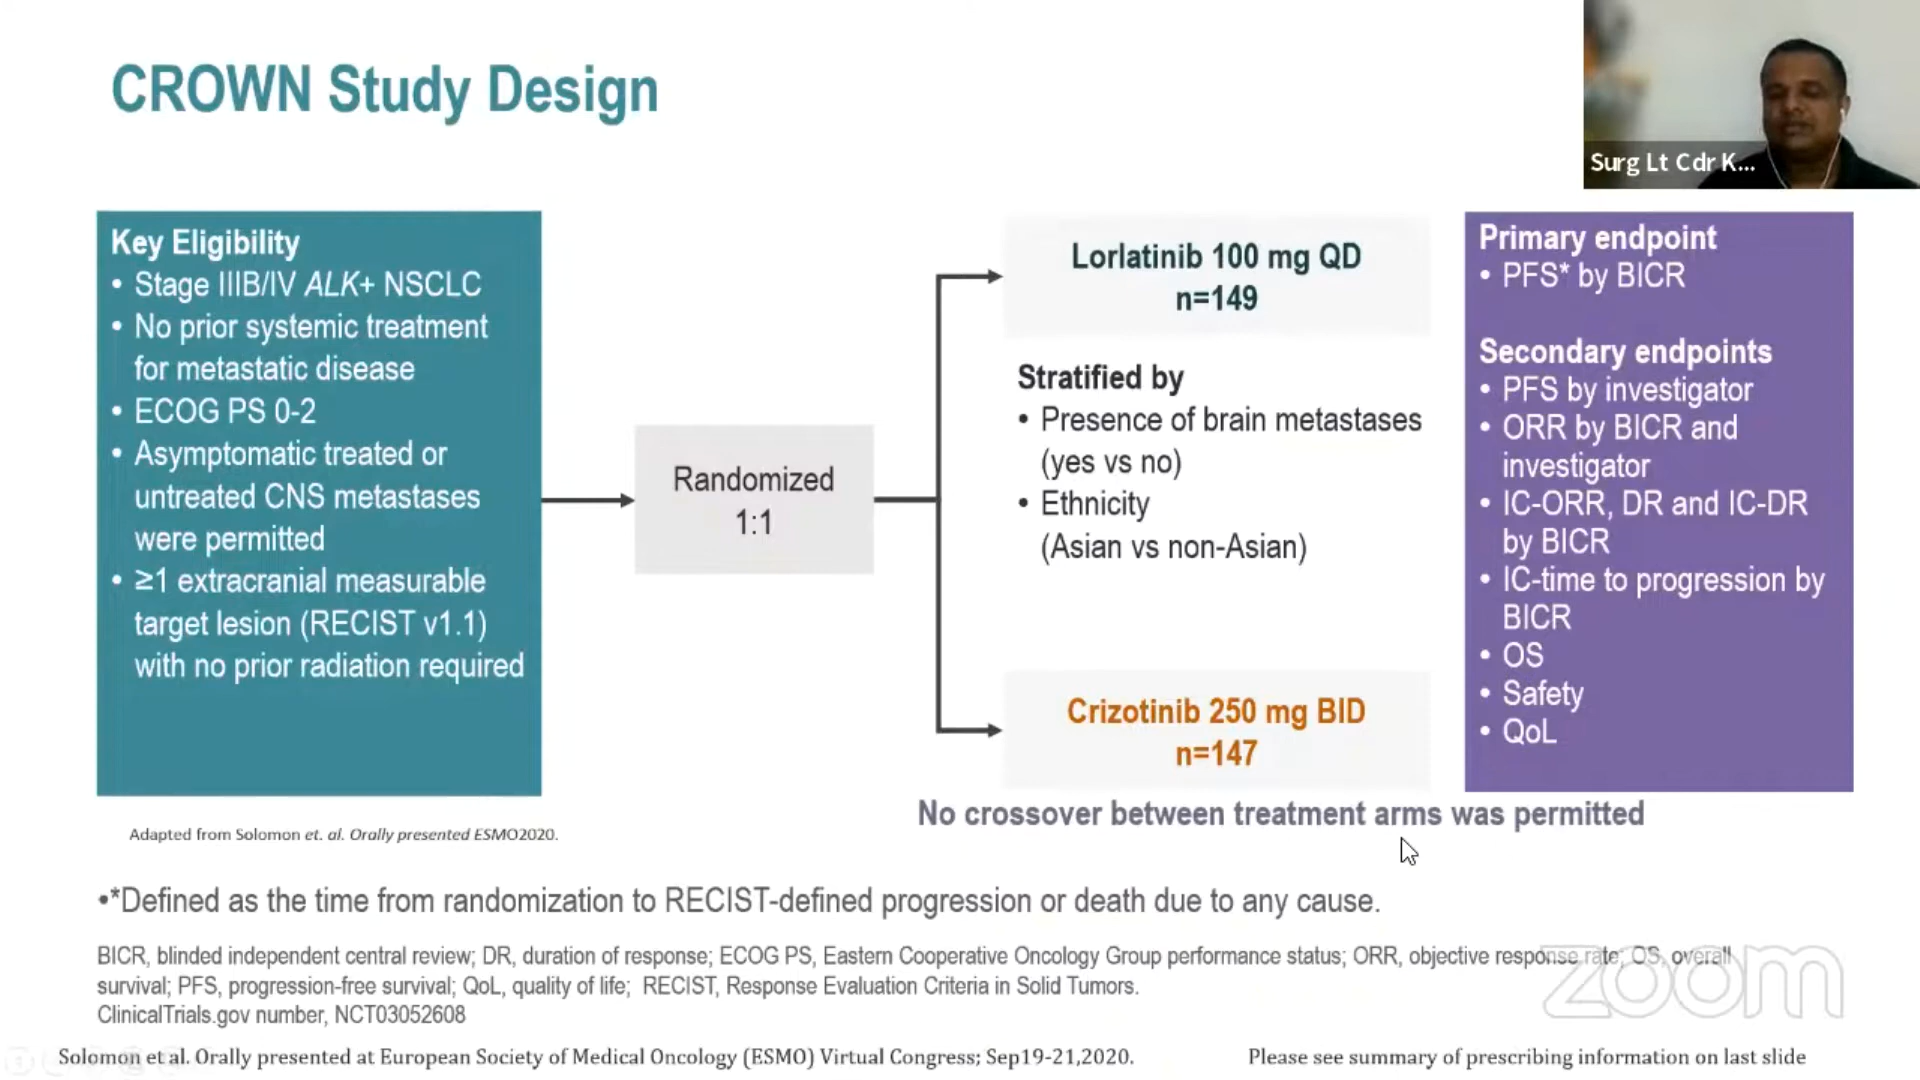 CROWN Study Design
Surg Lt Cdr K...
Key Eligibility
• Stage IIIB/IV ALK+ NSCLC
• No prior systemic treatment
for metastatic disease
• ECOG PS 0-2
• Asymptomatic treated or
untreated CNS metastases
were permitted
• ≥1 extracranial measurable
target lesion (RECIST v1.1)
with no prior radiation required
Randomized
1:1
Lorlatinib 100 mg QD
n=149
Stratified by
• Presence of brain metastases
(yes vs no)
• Ethnicity
(Asian vs non-Asian)
Crizotinib 250 mg BID
n=147
No crossover between treatment arms was permitted
Primary endpoint
• PFS* by BICR
Secondary endpoints
• PFS by investigator
• ORR by BICR and
investigator
• IC-ORR, DR and IC-DR
by BICR
• IC-time to progression by
BICR
• OS
• Safety
• QoL
Adapted from Solomon et. al. Orally presented ESMO2020.
•*Defined as the time from randomization to RECIST-defined progression or death due to any cause.
BICR, blinded independent central review; DR, duration of response; ECOG PS, Eastern Cooperative Oncology Group performance status; ORR, objective response rate; OS, overall
survival; PFS, progression-free survival; QoL, quality of life; RECIST, Response Evaluation Criteria in Solid Tumors.
ClinicalTrials.gov number, NCT03052608
zoom
Solomon et al. Orally presented at European Society of Medical Oncology (ESMO) Virtual Congress; Sep19-21,2020.
Please see summary of prescribing information on last slide